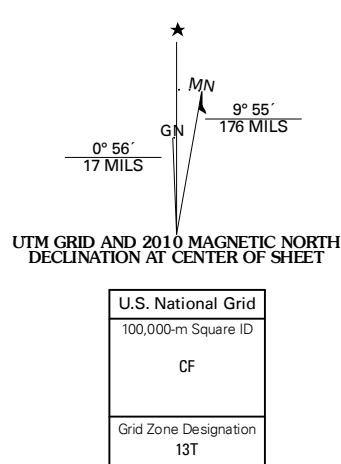 MN
9° 55´
176 MILS
GN
0° 56´
17 MILS
UTM GRID AND 2010 MAGNETIC NORTH
DECLINATION AT CENTER OF SHEET
U.S. National Grid
100,000-m Square ID
CF
Grid Zone Designation
13T